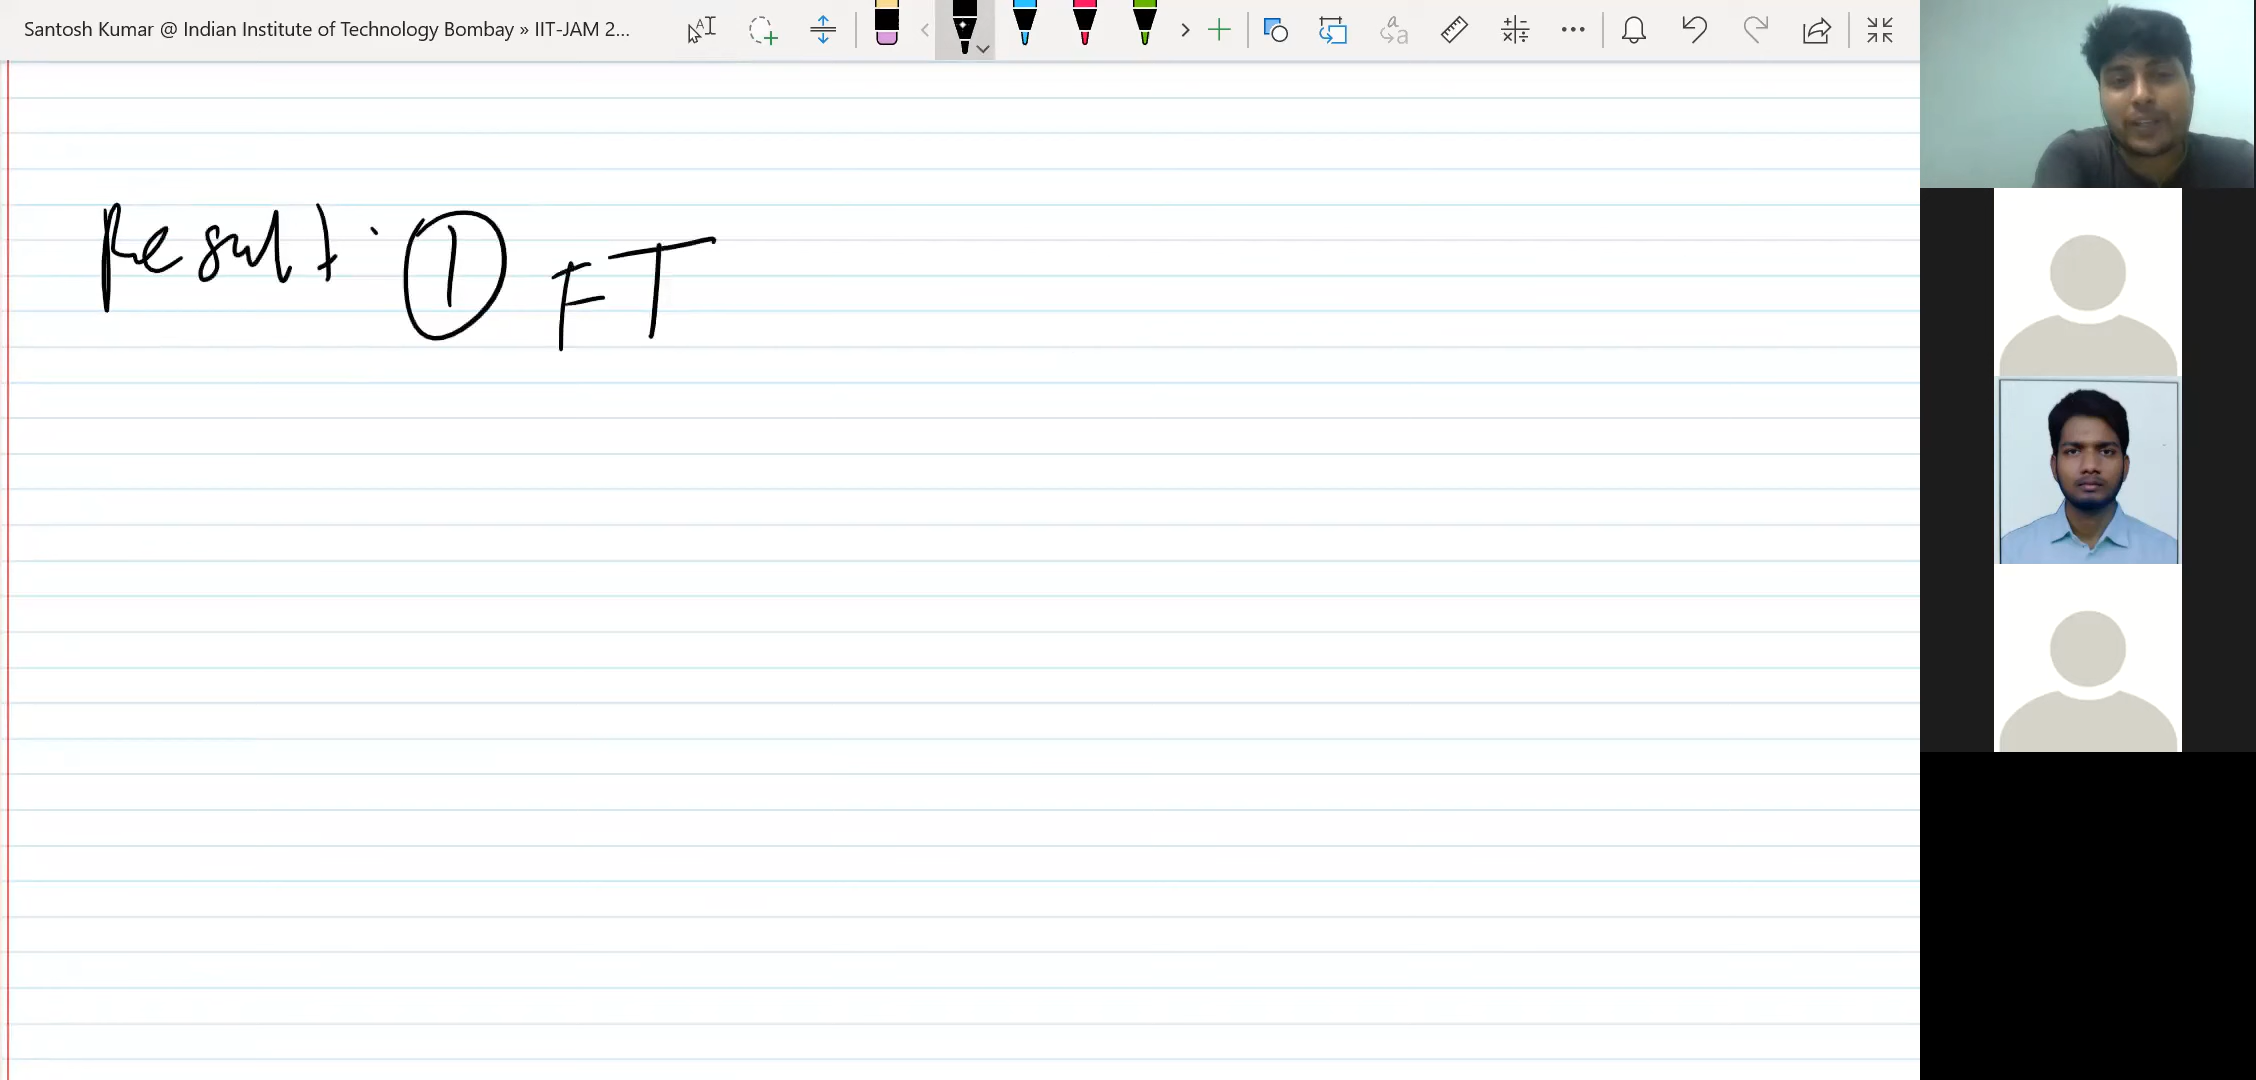 Santosh Kumar @ Indian Institute of Technology Bombay » IIT-JAM 2...
Result: ① FT